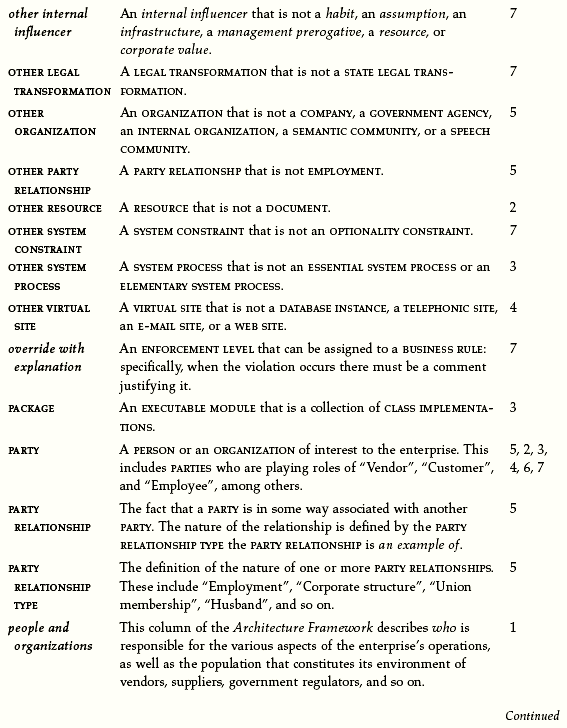 other internal An internal influencer that is not a habit, an assumption, an 7
influencer infrastructure, a management prerogative, a resource, or
corporate value.
OTHER LEGAL A LEGAL TRANSFORMATION that is not a STATE LEGAL TRANS- 7
TRANSFORMATION FORMATION.
OTHER An ORGANIZATION that is not a COMPANY, a GOVERNMENT AGENCY, 5
ORGANIZATION an INTERNAL ORGANIZATION, a SEMANTIC COMMUNITY, or a SPEECH
COMMUNITY.
OTHER PARTY A PARTY RELATIONSHP that is not EMPLOYMENT. 5
RELATIONSHIP
OTHER RESOURCE A RESOURCE that is not a DOCUMENT. 2
OTHER SYSTEM A SYSTEM CONSTRAINT that is not an OPTIONALITY CONSTRAINT. 7
CONSTRAINT
OTHER SYSTEM A SYSTEM PROCESS that is not an ESSENTIAL SYSTEM PROCESS or an 3
PROCESS ELEMENTARY SYSTEM PROCESS.
OTHER VIRTUAL A VIRTUAL SITE that is not a DATABASE INSTANCE, a TELEPHONIC SITE, 4
SITE an E-MAIL SITE, or a WEB SITE.
override with An ENFORCEMENT LEVEL that can be assigned to a BUSINESS RULE: 7
explanation specifically, when the violation occurs there must be a comment
justifying it.
PACKAGE An EXECUTABLE MODULE that is a collection of CLASS IMPLEMENTA- 3
TIONS.
PARTY A PERSON or an ORGANIZATION of interest to the enterprise. This 5, 2, 3,
includes PARTIES who are playing roles of “Vendor”, “Customer”, 4, 6, 7
and “Employee”, among others.
PARTY The fact that a PARTY is in some way associated with another 5
RELATIONSHIP PARTY. The nature of the relationship is defined by the PARTY
RELATIONSHIP TYPE the PARTY RELATIONSHIP is an example of.
PARTY The definition of the nature of one or more PARTY RELATIONSHIPS. 5
RELATIONSHIP These include “Employment”, “Corporate structure”, “Union
TYPE membership”, “Husband”, and so on.
people and This column of the Architecture Framework describes who is 1
organizations responsible for the various aspects of the enterprise’s operations,
as well as the population that constitutes its environment of
vendors, suppliers, government regulators, and so on.
Continued